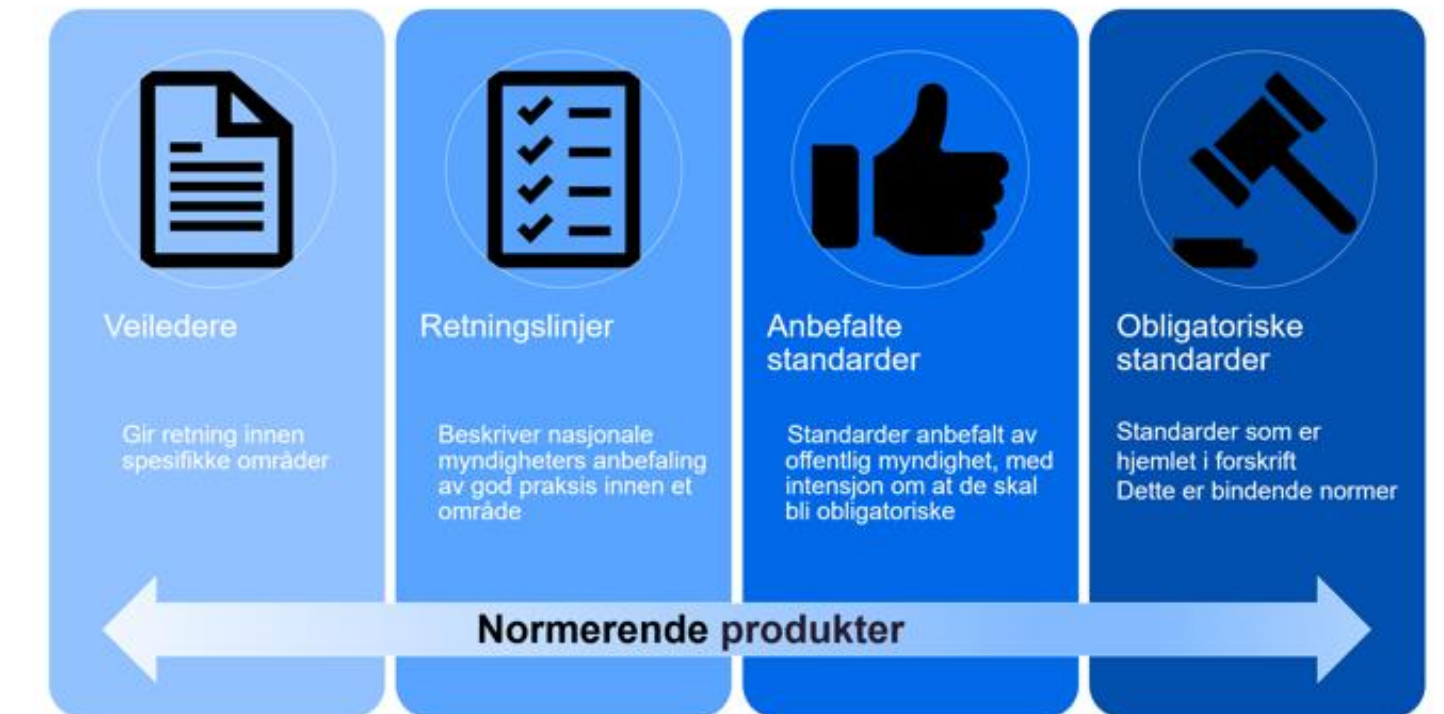 Veiledere
Gir retning innen
spesifikke områder
Retningslinjer
Beskriver nasjonale
myndigheters anbefaling
av god praksis innen et
område
Anbefalte
standarder
Standarder anbefalt av
offentlig myndighet, med
intensjon om at de skal
bli obligatoriske
Obligatoriske
standarder
Standarder som er
hjemlet i forskrift
Dette er bindende normer
Normerende produkter